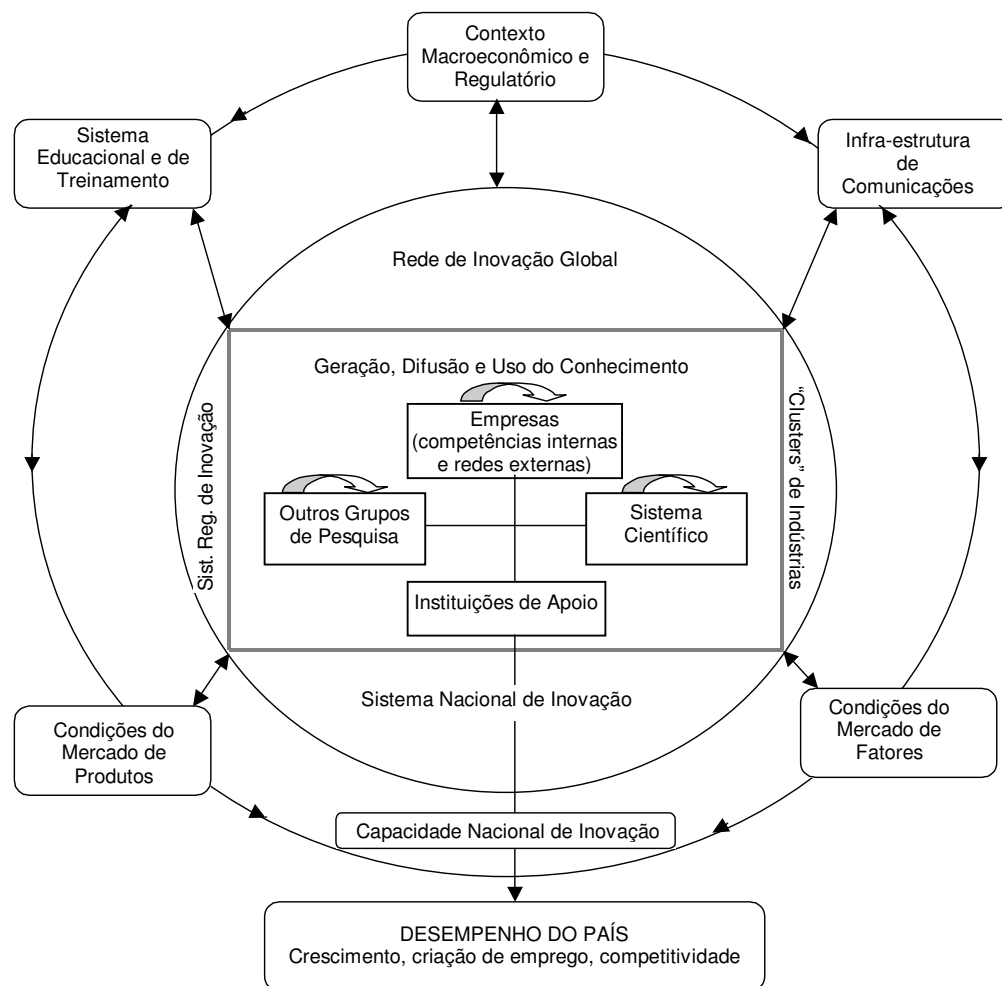 Contexto
Macroeconômico e
Regulatório
Sistema
Educacional e de
Treinamento
Infra-estrutura
de
Comunicações
Rede de Inovação Global
Geração, Difusão e Uso do Conhecimento
Sist. Reg. de Inovação
"Clusters" de Indústrias
Empresas
(competências internas
e redes externas)
Outros Grupos
de Pesquisa
Sistema
Científico
Instituições de Apoio
Sistema Nacional de Inovação
Condições do
Mercado de
Produtos
Condições do
Mercado de
Fatores
Capacidade Nacional de Inovação
DESEMPENHO DO PAÍS
Crescimento, criação de emprego, competitividade